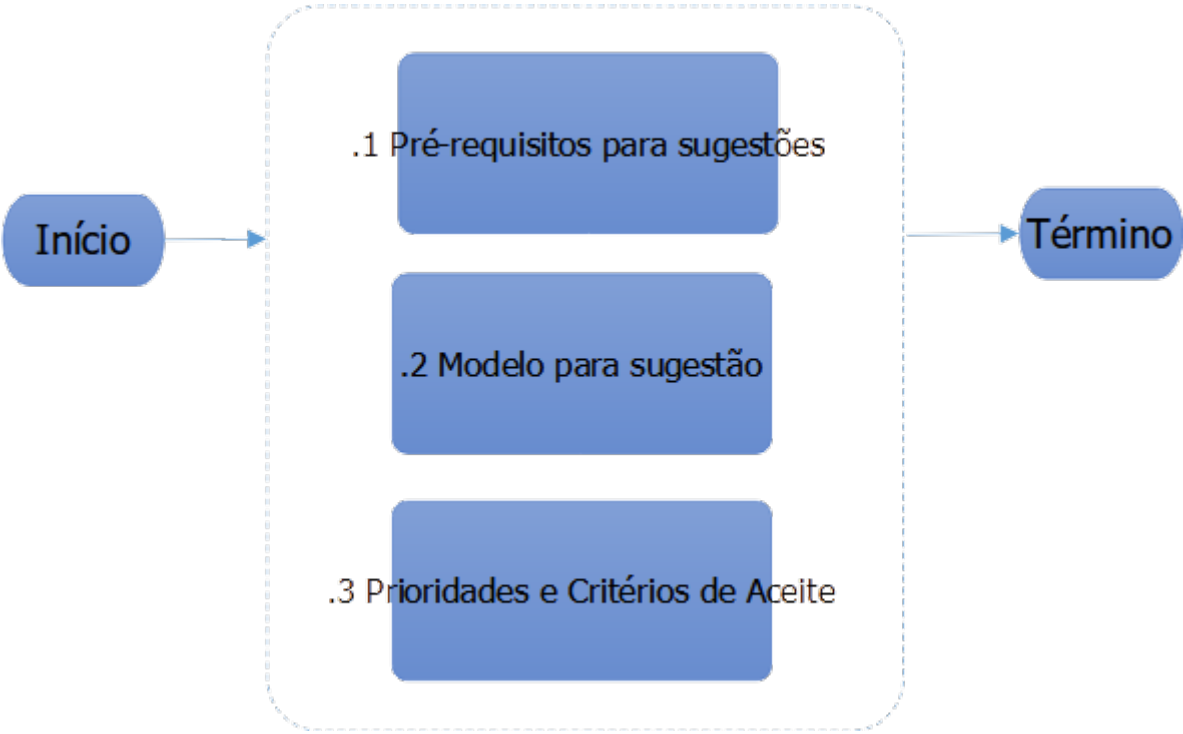 Início
.1 Pré-requisitos para sugestões
.2 Modelo para sugestão
.3 Prioridades e Critérios de Aceite
Término